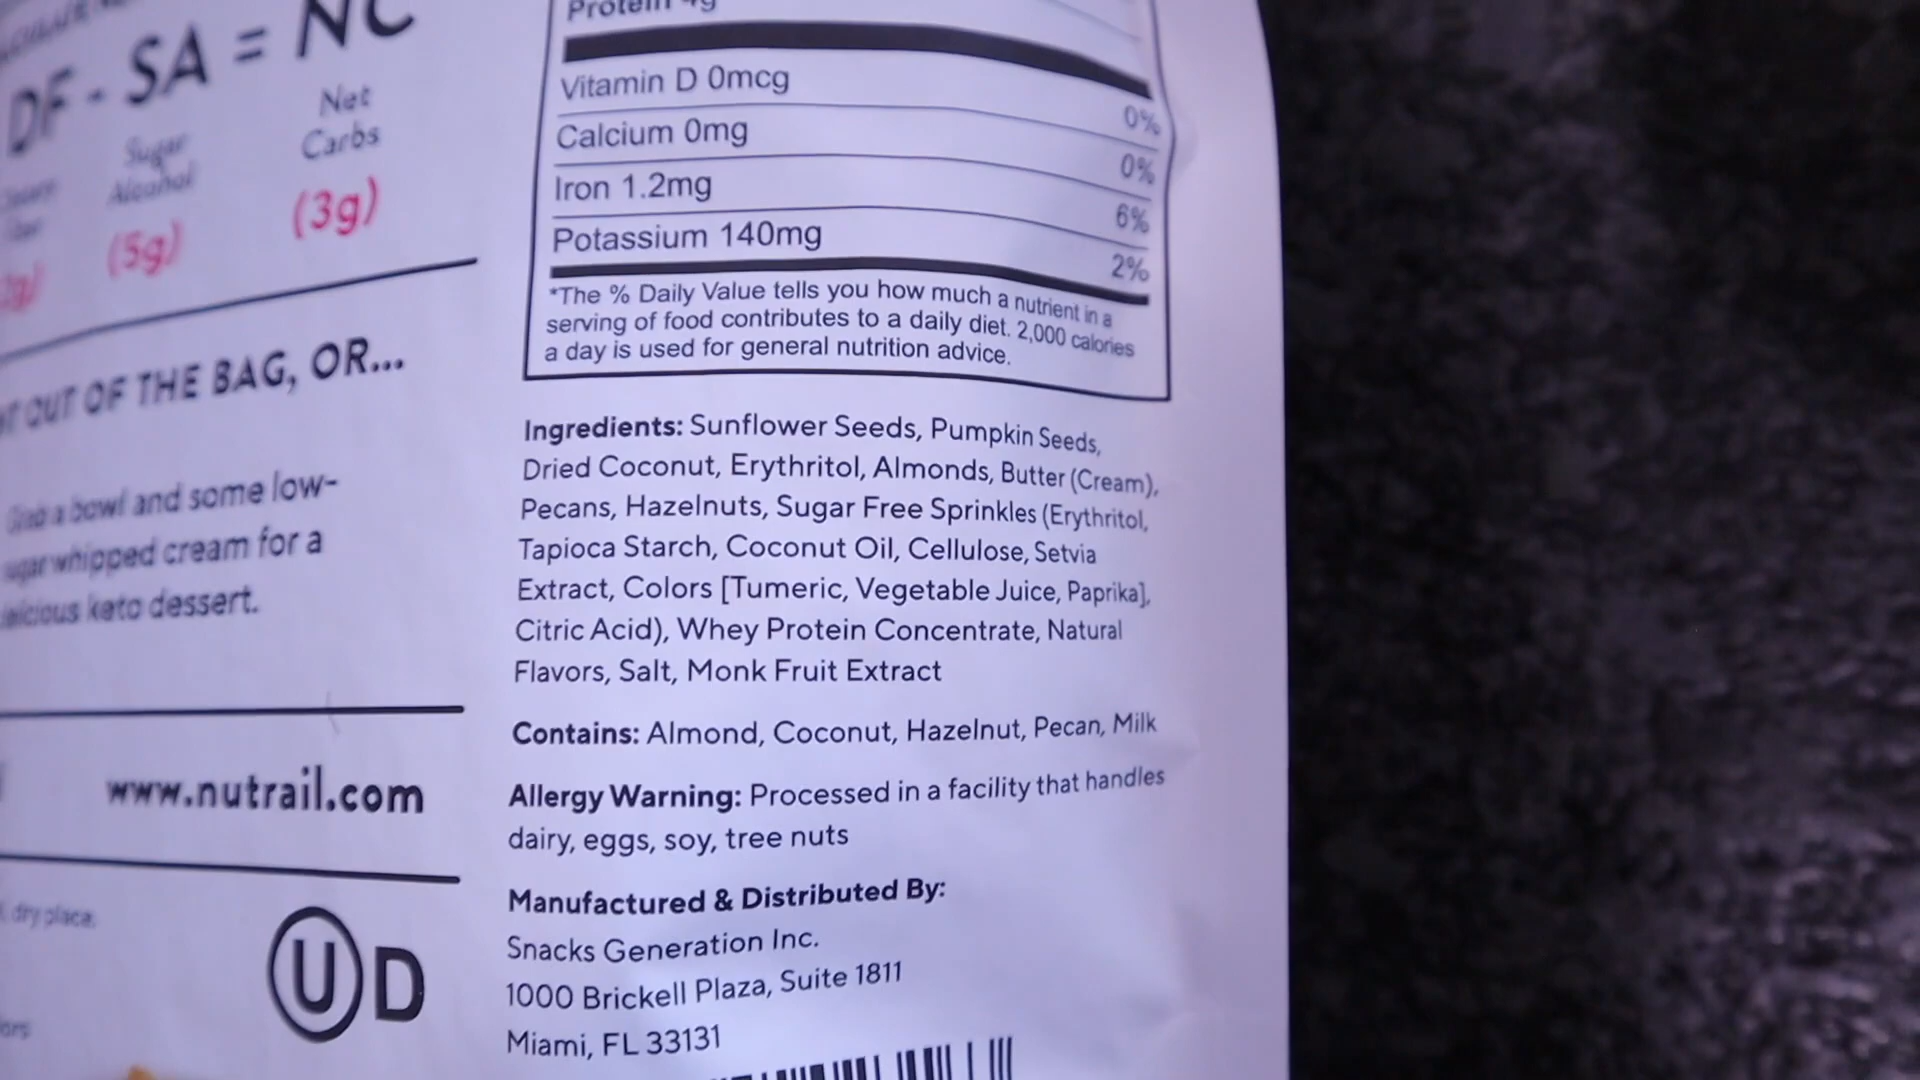 DF - SA = NC
Sugar
Alcohol
Net
Carbs
(5g)
(3g)
OUT OF THE BAG, OR...
a bowl and some low-
whipped cream for a
keto dessert.
www.nutrail.com
dry place.
U D
Protein 4g
Vitamin D 0mcg 0%
Calcium 0mg 0%
Iron 1.2mg 6%
Potassium 140mg 2%
*The % Daily Value tells you how much a nutrient in a
serving of food contributes to a daily diet. 2,000 calories
a day is used for general nutrition advice.
Ingredients: Sunflower Seeds, Pumpkin Seeds,
Dried Coconut, Erythritol, Almonds, Butter (Cream),
Pecans, Hazelnuts, Sugar Free Sprinkles (Erythritol,
Tapioca Starch, Coconut Oil, Cellulose, Setvia
Extract, Colors [Tumeric, Vegetable Juice, Paprika],
Citric Acid), Whey Protein Concentrate, Natural
Flavors, Salt, Monk Fruit Extract
Contains: Almond, Coconut, Hazelnut, Pecan, Milk
Allergy Warning: Processed in a facility that handles
dairy, eggs, soy, tree nuts
Manufactured & Distributed By:
Snacks Generation Inc.
1000 Brickell Plaza, Suite 1811
Miami, FL 33131